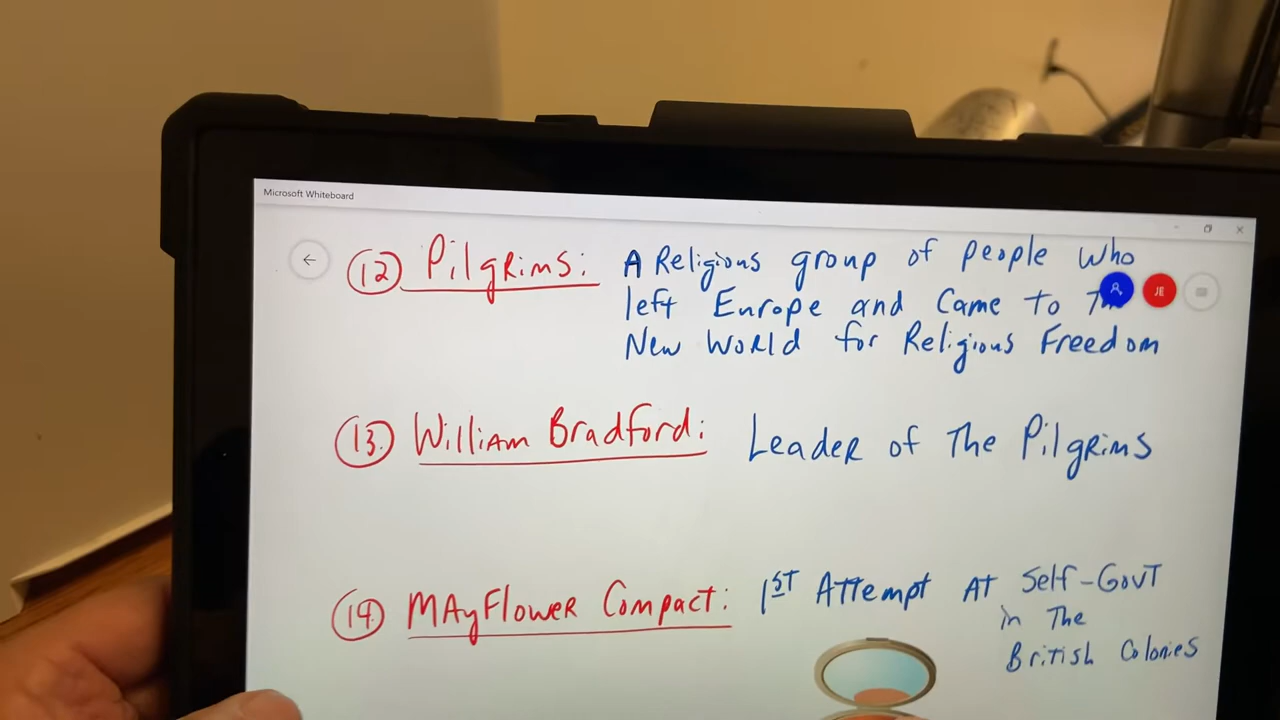 Microsoft Whiteboard
12 Pilgrims: A Religious group of people who
left Europe and Came to
New World for Religious Freedom
JE
13. William Bradford: Leader of The Pilgrims
14. Mayflower Compact: 1ST Attempt At Self-Govt
in The
British Colonies